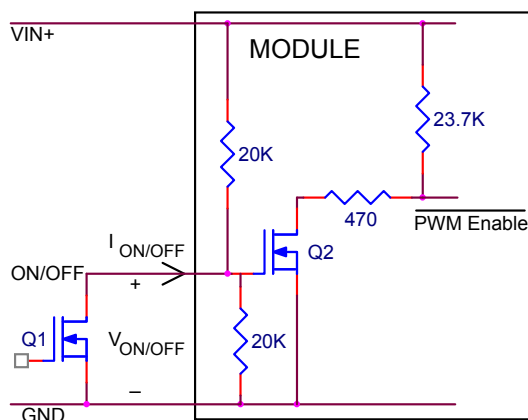 VIN+
MODULE
20K
23.7K
470
PWM Enable
I ON/OFF
Q2
ON/OFF
+
Q1
V ON/OFF
20K
–
GND